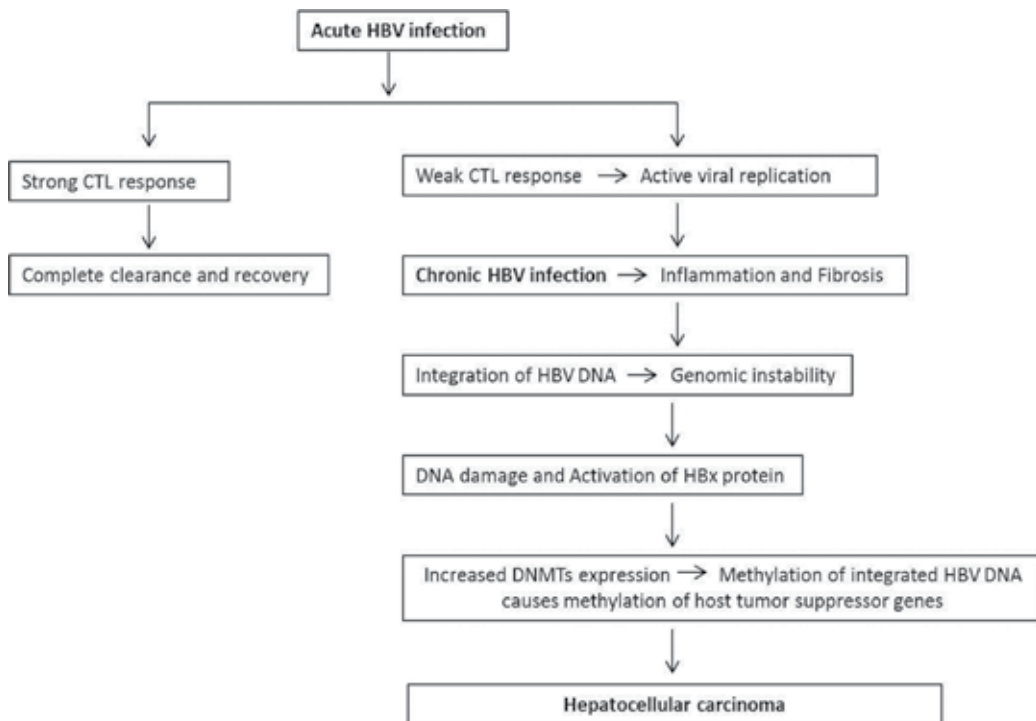 Acute HBV infection
Strong CTL response
Complete clearance and recovery
Weak CTL response → Active viral replication
Chronic HBV infection → Inflammation and Fibrosis
Integration of HBV DNA → Genomic instability
DNA damage and Activation of HBx protein
Increased DNMTs expression → Methylation of integrated HBV DNA
causes methylation of host tumor suppressor genes
Hepatocellular carcinoma